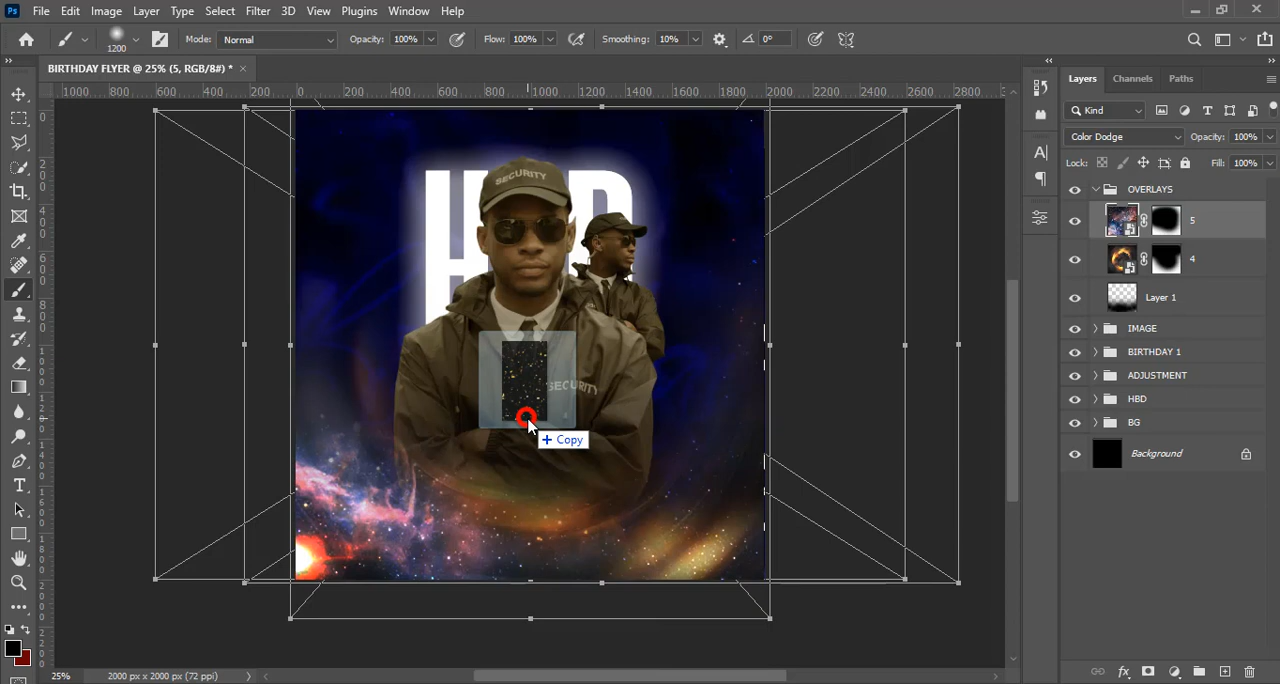 Ps File Edit Image Layer Type Select Filter 3D View Plugins Window Help
1200 Mode: Normal Opacity: 100% Flow: 100% Smoothing: 10% 0°
BIRTHDAY FLYER @ 25% (5, RGB/8#) * ×
1000 800 600 400 200 0 200 400 600 800 1000 1200 1400 1600 1800 2000 2200 2400 2600 2800
SECURITY
SECURITY
+ Copy
25% 2000 px x 2000 px (72 ppi)
Layers Channels Paths
Kind
Color Dodge Opacity: 100%
Lock: Fill: 100%
OVERLAYS
5
4
Layer 1
IMAGE
BIRTHDAY 1
ADJUSTMENT
HBD
BG
Background